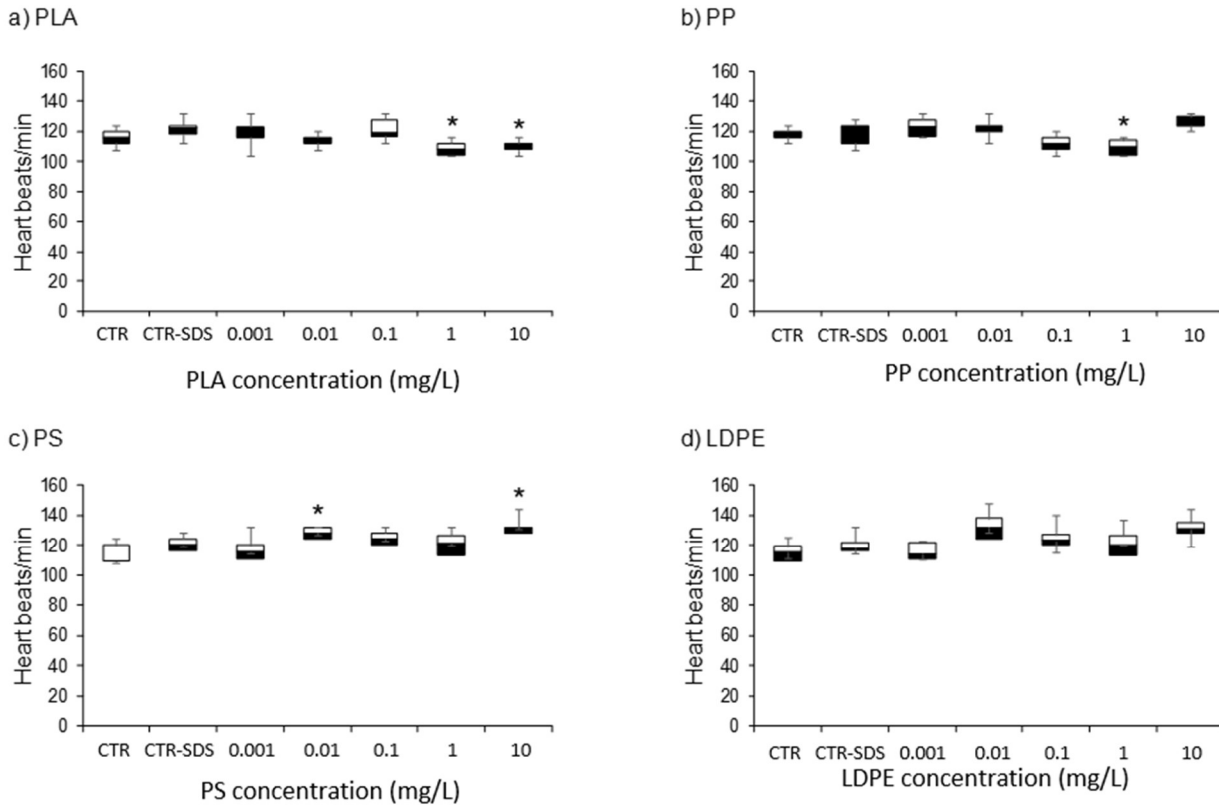 a) PLA
Heart beats/min
160
140
120
100
80
60
40
20
0
*
*
CTR CTR-SDS 0.001 0.01 0.1 1 10
PLA concentration (mg/L)
b) PP
Heart beats/min
160
140
120
100
80
60
40
20
0
*
CTR CTR-SDS 0.001 0.01 0.1 1 10
PP concentration (mg/L)
c) PS
Heart beats/min
160
140
120
100
80
60
40
20
0
*
*
CTR CTR-SDS 0.001 0.01 0.1 1 10
PS concentration (mg/L)
d) LDPE
Heart beats/min
160
140
120
100
80
60
40
20
0
CTR CTR-SDS 0.001 0.01 0.1 1 10
LDPE concentration (mg/L)